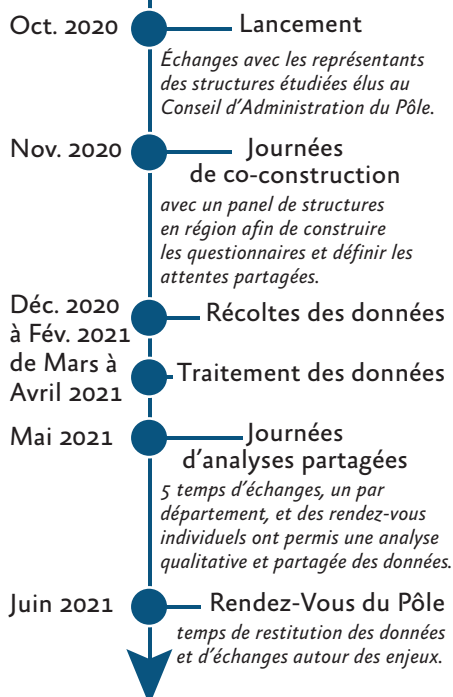 Oct. 2020 Lancement
Échanges avec les représentants
des structures étudiées élus au
Conseil d'Administration du Pôle.
Nov. 2020 Journées
de co-construction
avec un panel de structures
en région afin de construire
les questionnaires et définir les
attentes partagées.
Déc. 2020
à Fév. 2021
Récoltes des données
de Mars à
Avril 2021
Traitement des données
Mai 2021 Journées
d'analyses partagées
5 temps d'échanges, un par
département, et des rendez-vous
individuels ont permis une analyse
qualitative et partagée des données.
Juin 2021 Rendez-Vous du Pôle
temps de restitution des données
et d'échanges autour des enjeux.